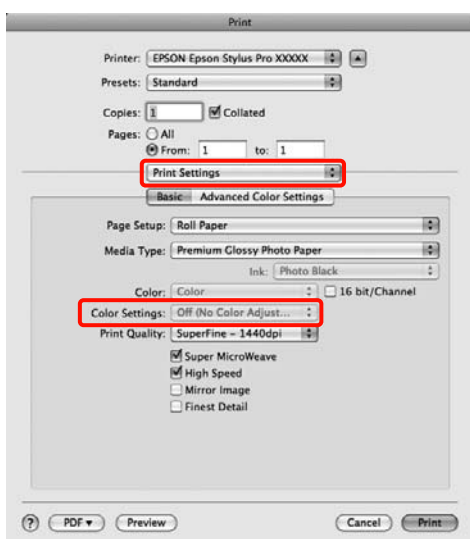 Print
Printer: EPSON Epson Stylus Pro XXXXX
Presets: Standard
Copies: 1 Collated
Pages: All
From: 1 to: 1
Print Settings
Basic Advanced Color Settings
Page Setup: Roll Paper
Media Type: Premium Glossy Photo Paper
Ink: Photo Black
Color: Color 16 bit/Channel
Color Settings: Off (No Color Adjust...
Print Quality: SuperFine – 1440dpi
Super MicroWeave
High Speed
Mirror Image
Finest Detail
? PDF Preview Cancel Print